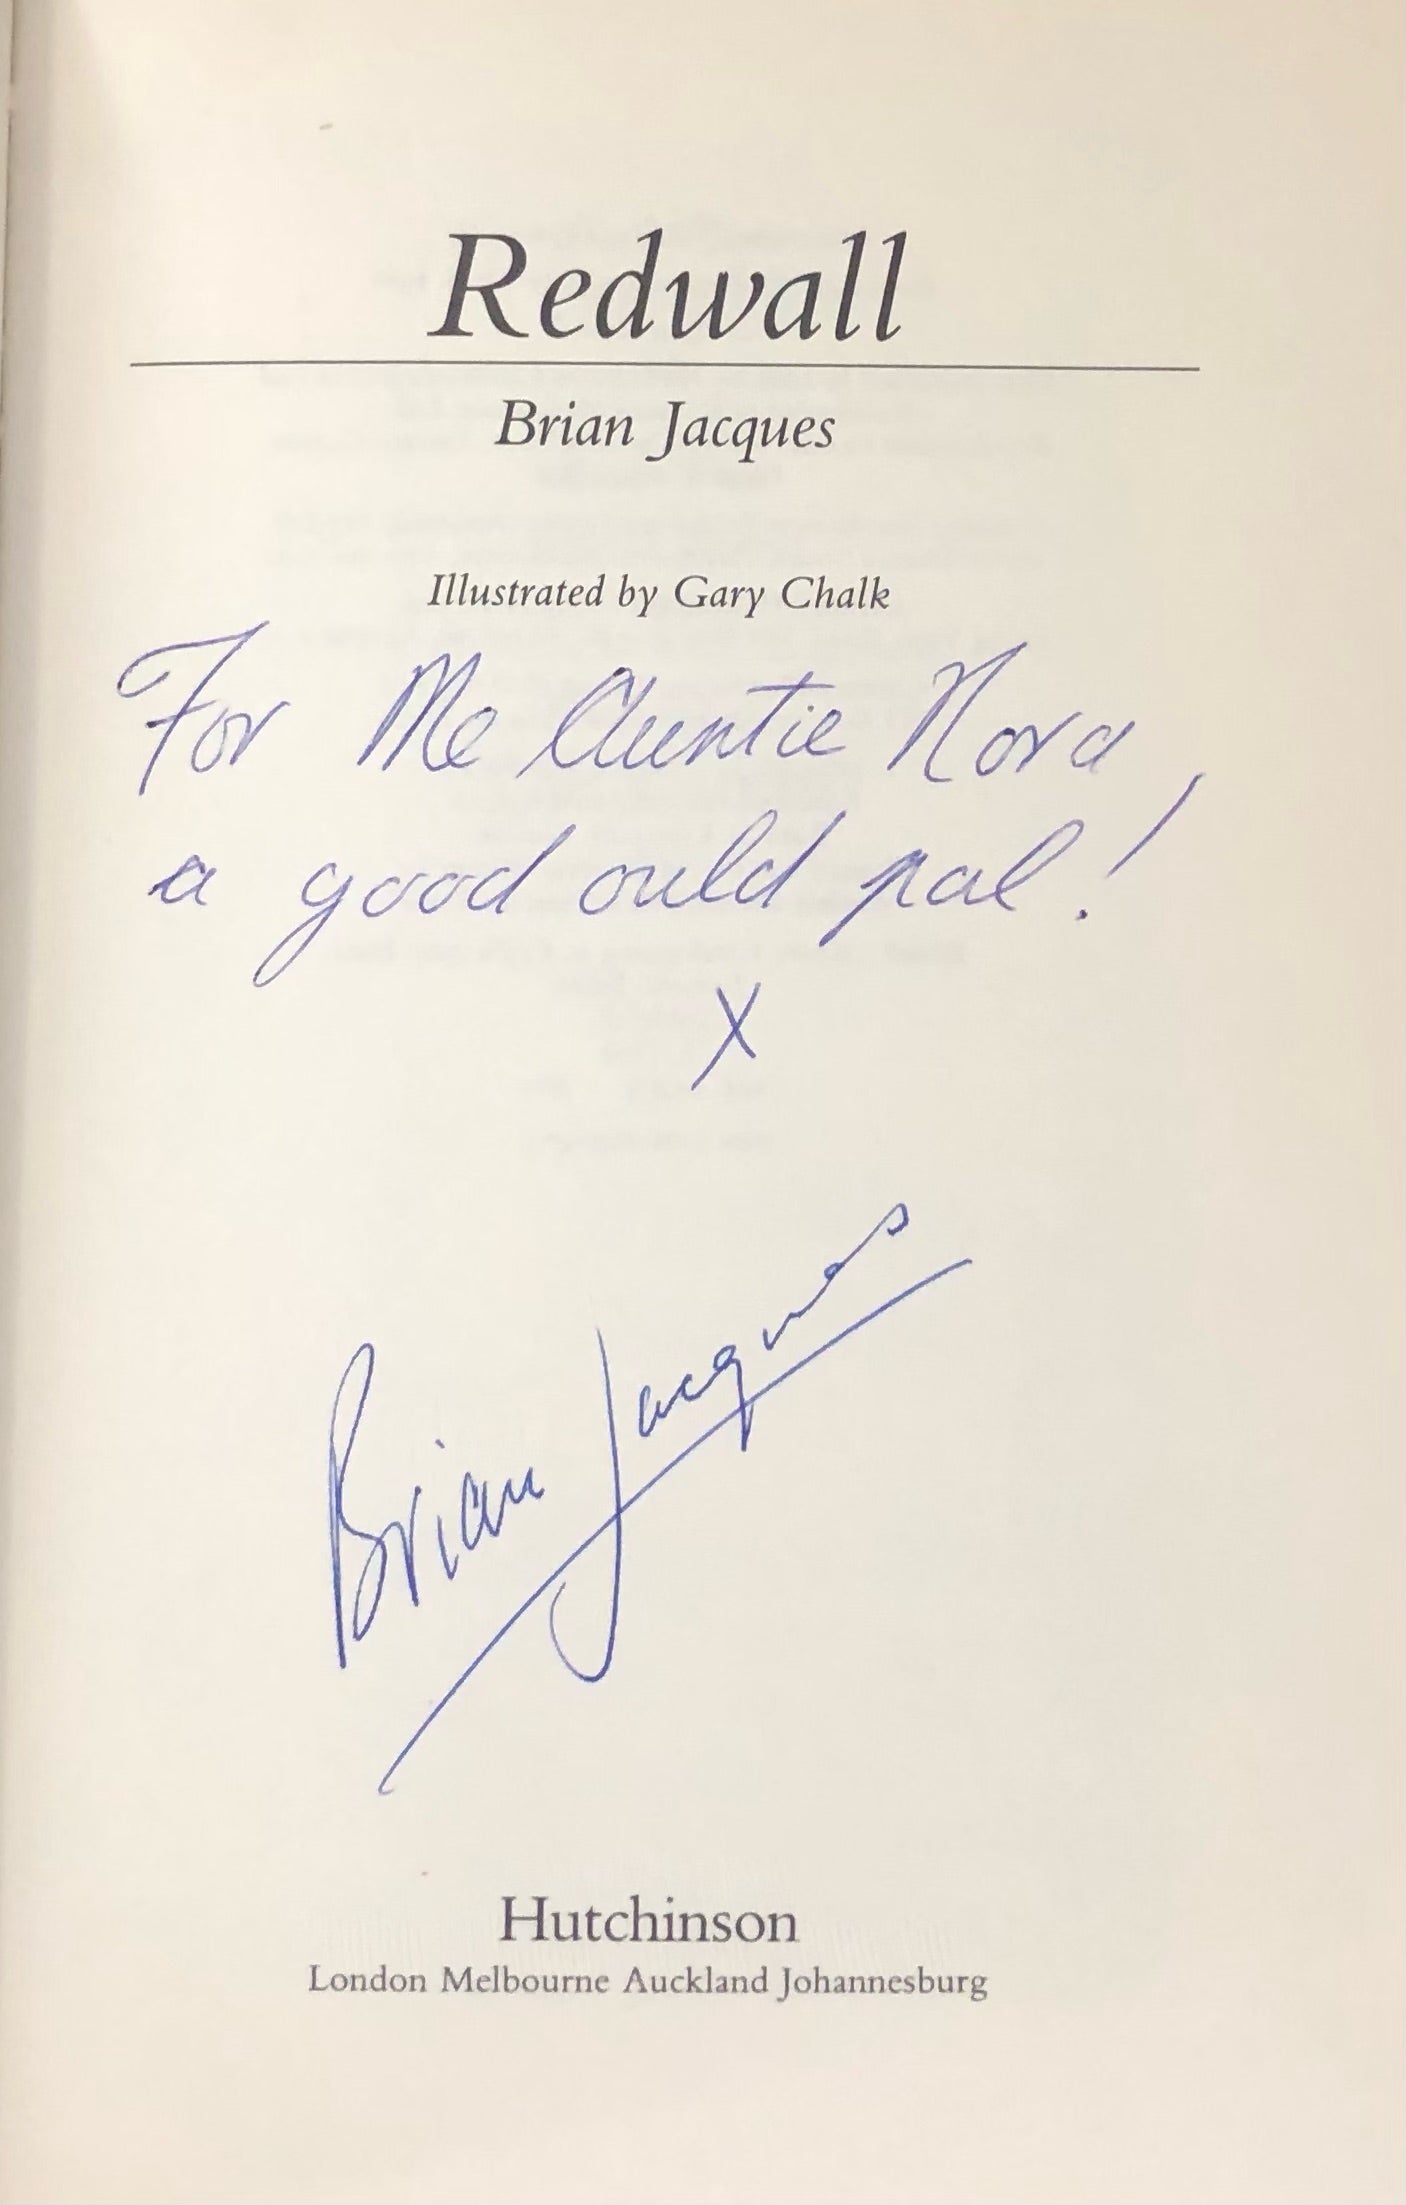 Redwall
Brian Jacques
Illustrated by Gary Chalk
For Me Auntie Nora,
a good ould pal!
x
Brian Jacques
Hutchinson
London Melbourne Auckland Johannesburg